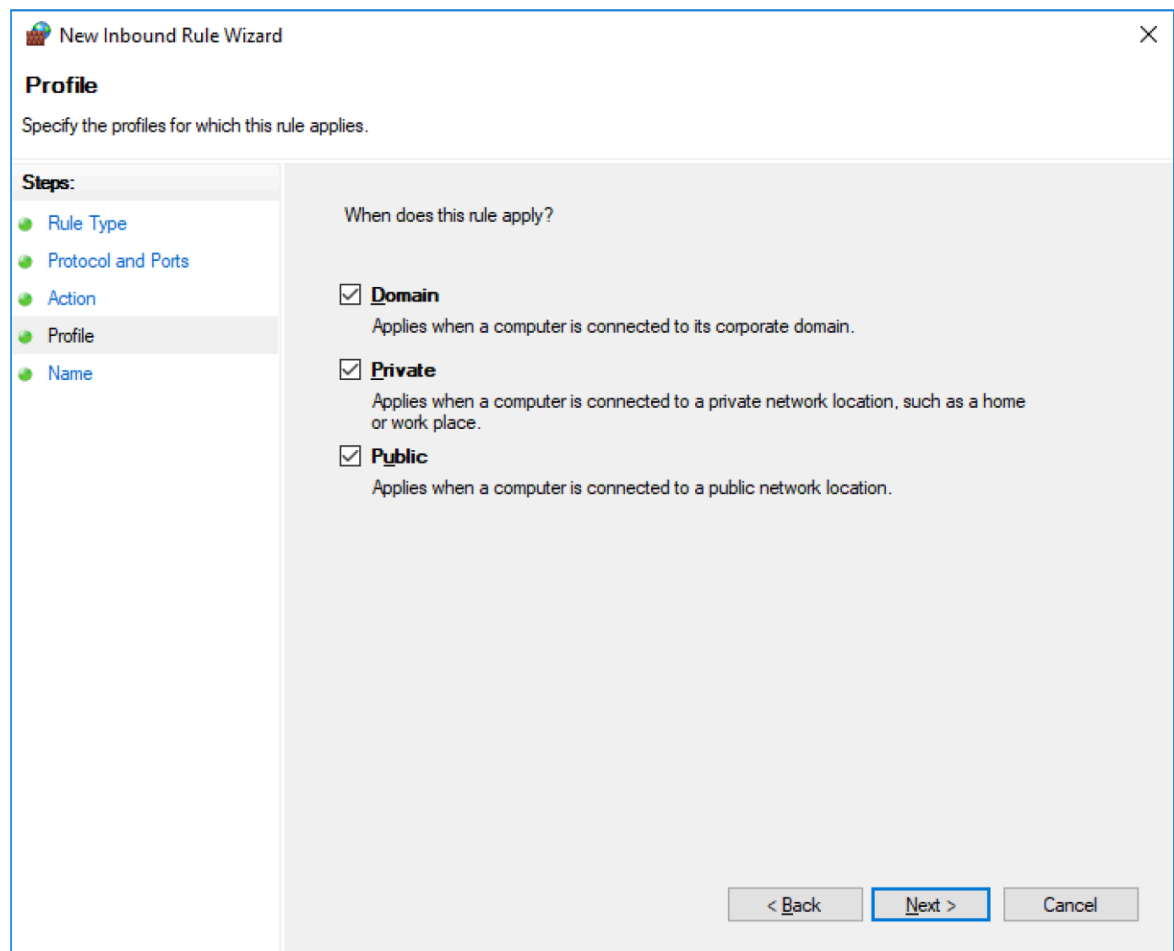 New Inbound Rule Wizard
Profile
Specify the profiles for which this rule applies.
Steps:
Rule Type
Protocol and Ports
Action
Profile
Name
When does this rule apply?
Domain
Applies when a computer is connected to its corporate domain.
Private
Applies when a computer is connected to a private network location, such as a home
or work place.
Public
Applies when a computer is connected to a public network location.
< Back
Next >
Cancel